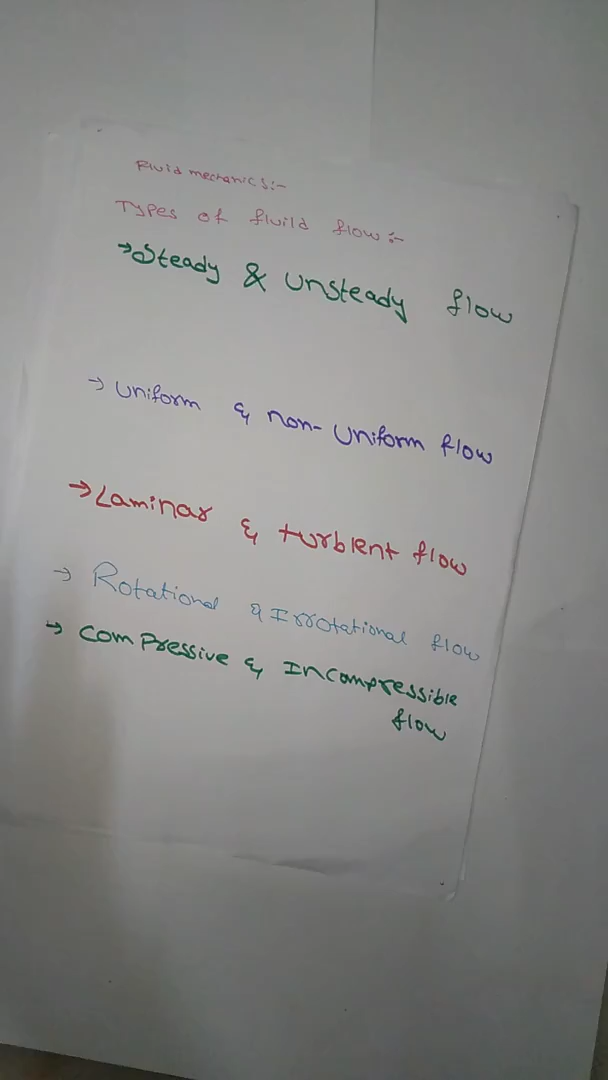 Fluid mechanics:-
Types of fluild flow:-
→Steady & unsteady flow
→ Uniform & non-Uniform flow
→Laminar & turblent flow
→ Rotational & Irrotational flow
→ comPressive & Incompressible
flow